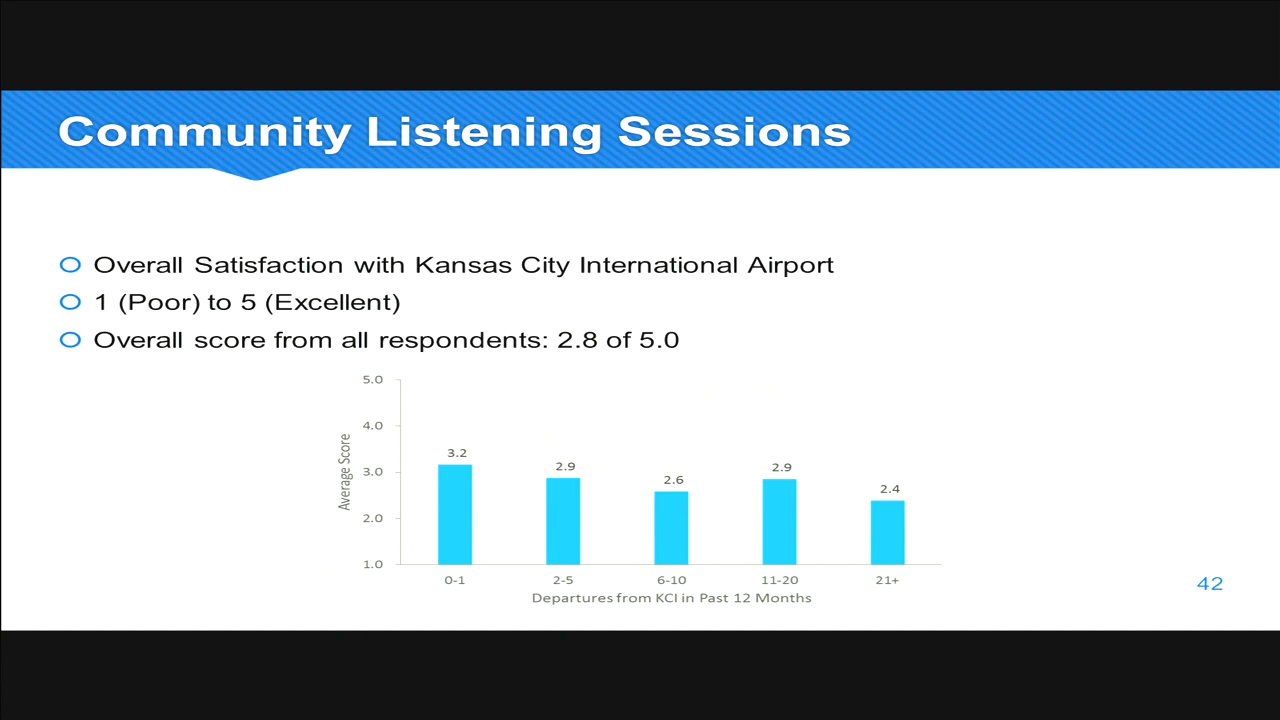 Community Listening Sessions
Overall Satisfaction with Kansas City International Airport
1 (Poor) to 5 (Excellent)
Overall score from all respondents: 2.8 of 5.0
5.0
4.0
3.0
2.0
1.0
Average Score
3.2
2.9
2.6
2.9
2.4
0-1
2-5
6-10
11-20
21+
Departures from KCI in Past 12 Months
42